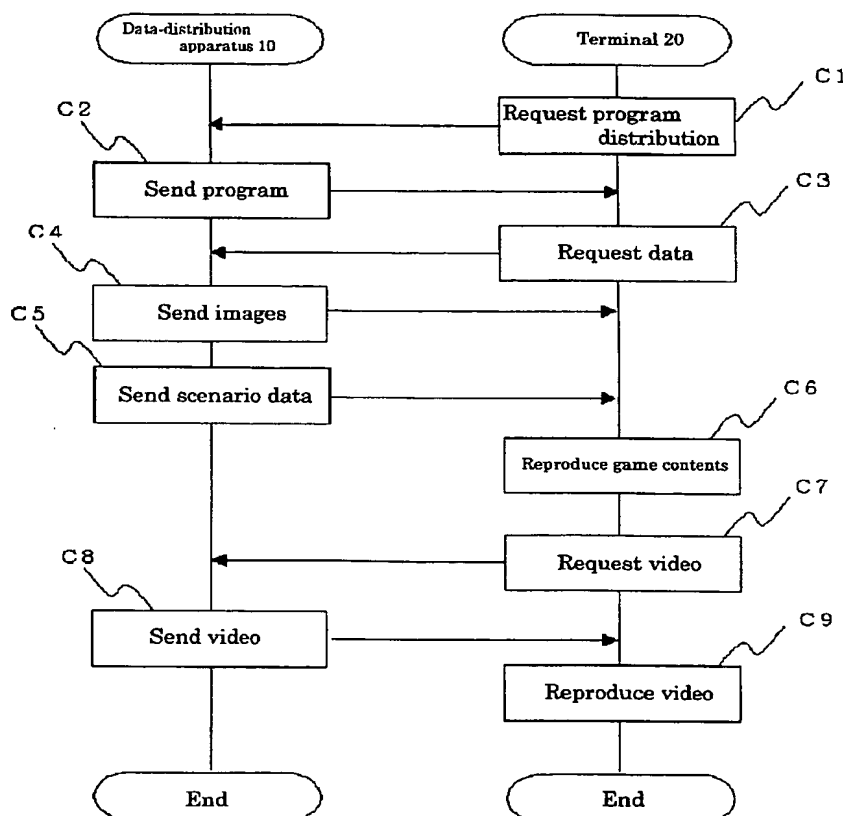 Data-distribution
apparatus 10
Terminal 20
C1
Request program
distribution
C2
Send program
C3
Request data
C4
Send images
C5
Send scenario data
C6
Reproduce game contents
C7
Request video
C8
Send video
C9
Reproduce video
End
End